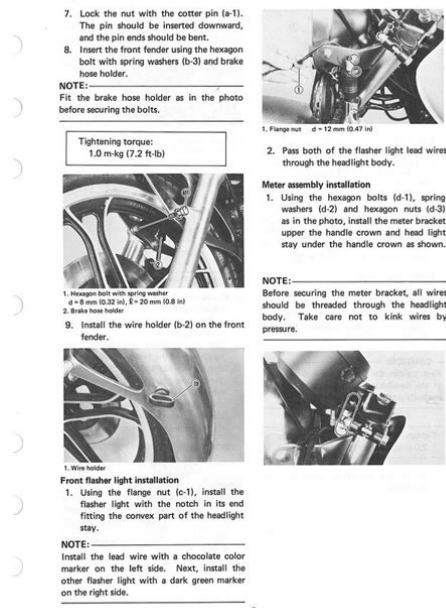 7. Lock the nut with the cotter pin (a-1).
The pin should be inserted downward,
and the pin ends should be bent.
8. Insert the front fender using the hexagon
bolt with spring washers (b-3) and brake
hose holder.
NOTE:
Fit the brake hose holder as in the photo
before securing the bolts.
Tightening torque:
1.0 m-kg (7.2 ft-lb)
1. Hexagon bolt with spring washer
d = 8 mm (0.32 in), ℓ = 20 mm (0.8 in)
2. Brake hose holder
9. Install the wire holder (b-2) on the front
fender.
1. Wire holder
Front flasher light installation
1. Using the flange nut (c-1), install the
flasher light with the notch in its end
fitting the convex part of the headlight
stay.
NOTE:
Install the lead wire with a chocolate color
marker on the left side. Next, install the
other flasher light with a dark green marker
on the right side.
1. Flange nut d = 12 mm (0.47 in)
2. Pass both of the flasher light lead wires
through the headlight body.
Meter assembly installation
1. Using the hexagon bolts (d-1), spring
washers (d-2) and hexagon nuts (d-3)
as in the photo, install the meter bracket
upper the handle crown and head light
stay under the handle crown as shown.
NOTE:
Before securing the meter bracket, all wires
should be threaded through the headlight
body. Take care not to kink wires by
pressure.